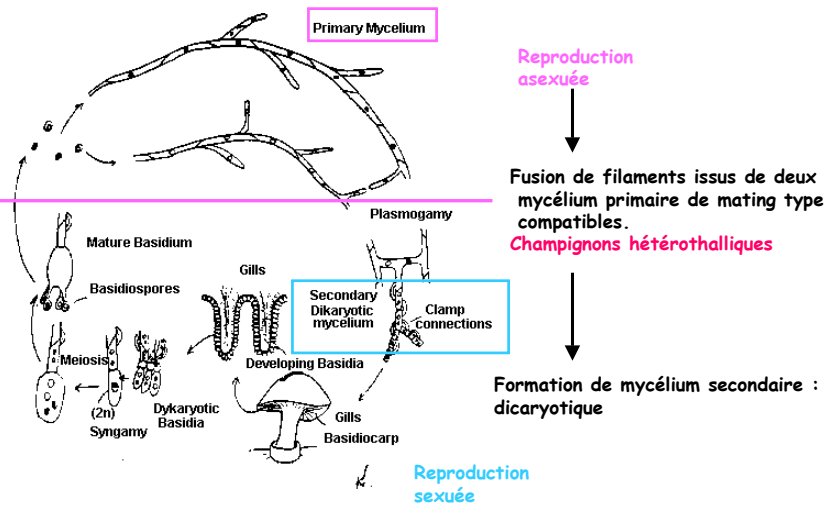 Primary Mycelium
Reproduction
asexuée
Fusion de filaments issus de deux
mycélium primaire de mating type
compatibles.
Champignons hétérothalliques
Plasmogamy
Mature Basidium
Gills
Basidiospores
Secondary
Dikaryotic
mycelium
Clamp
Connections
Meiosis
Developing Basidia
Formation de mycélium secondaire :
dicaryotique
(2n)
Syngamy
Dykaryotic
Basidia
Gills
Basidiocarp
Reproduction
sexuée